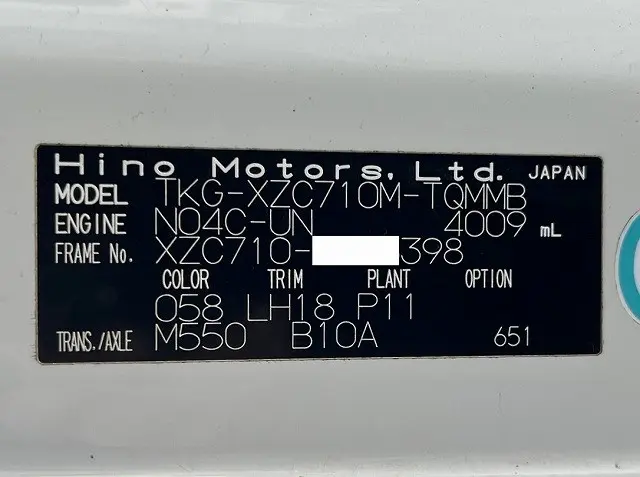 Hino Motors, Ltd. JAPAN
MODEL TKG-XZC710M-TQMMB
ENGINE N04C-UN 4009 mL
FRAME No. XZC710- 398
COLOR TRIM PLANT OPTION
058 LH18 P11
TRANS./AXLE M550 B10A 651